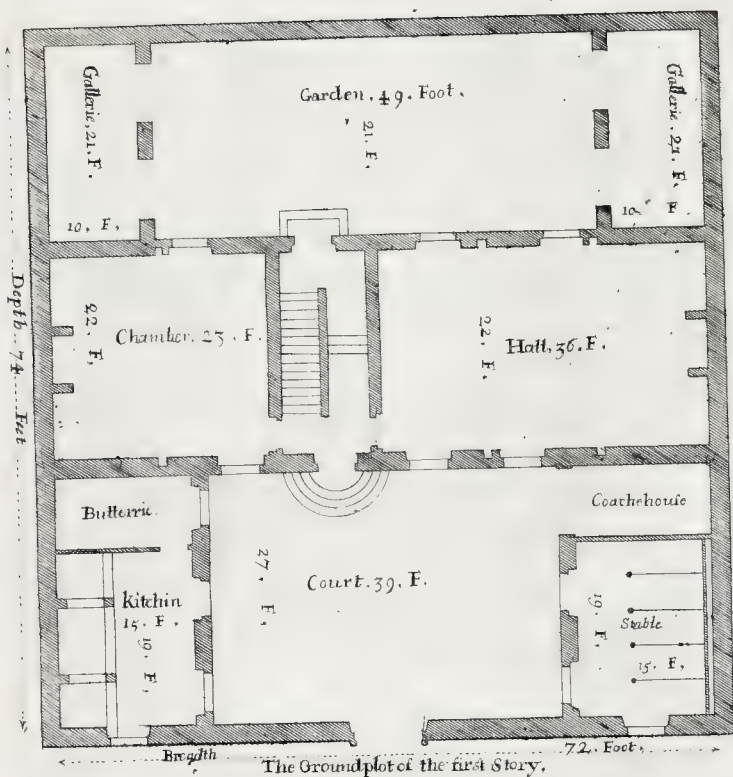 Gallerie, 21. F.
10, F,
Garden. 49. Foot.
21. F,
Gallerie. 21. F,
10. F
Chamber. 23. F.
22. F,
Hall, 36. F.
22. F,
Butterie.
Kitchin
15. F,
19. F,
Court. 39. F.
27. F,
Coachehouse
Stable
19. F,
15. F,
Depth. 74. Feet
Breadth 72. Foot,
The Groundplot of the first Story.